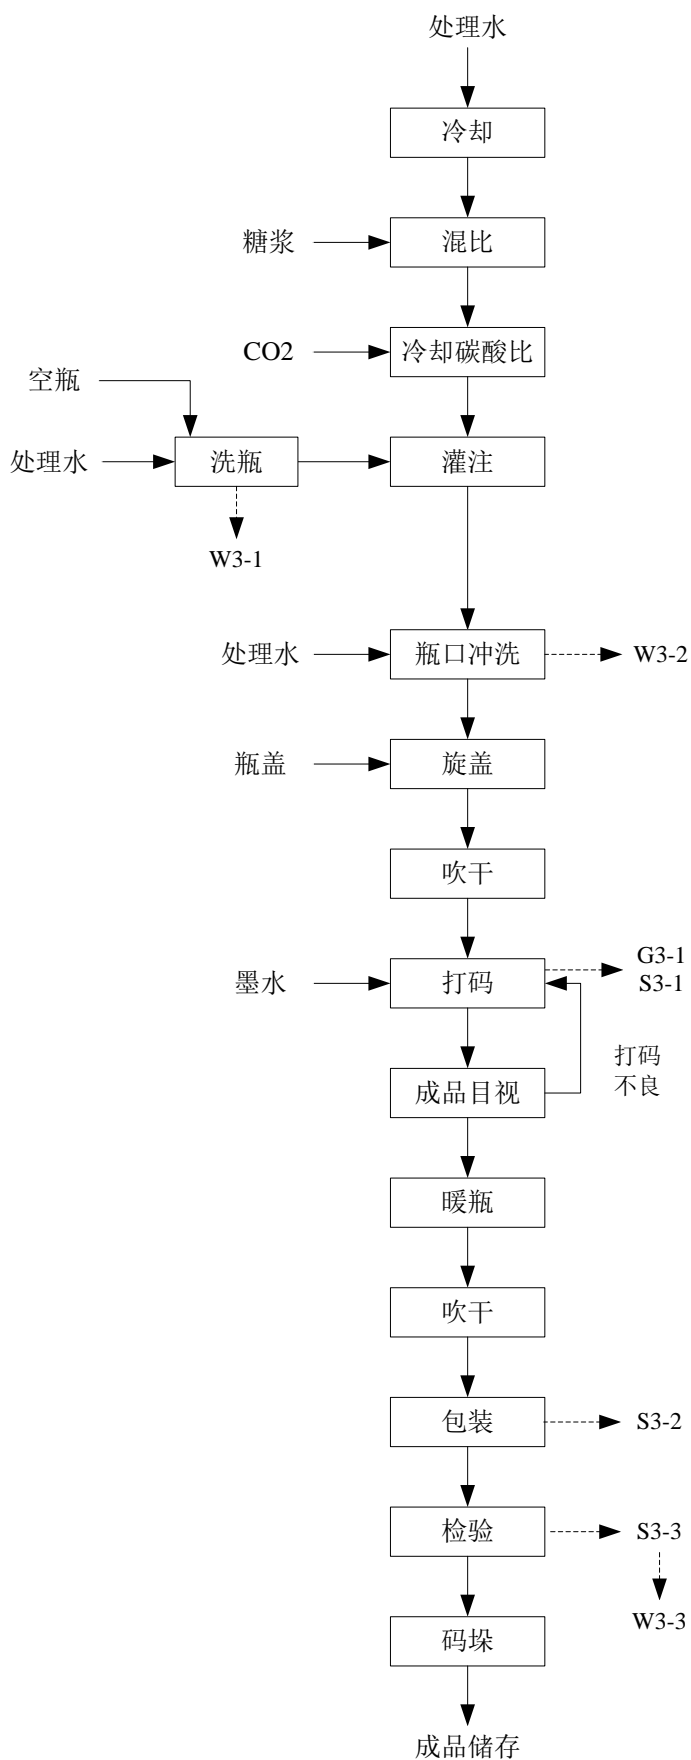 处理水
冷却
糖浆
混比
CO2
冷却碳酸比
空瓶
处理水
洗瓶
灌注
W3-1
处理水
瓶口冲洗
W3-2
瓶盖
旋盖
吹干
墨水
打码
G3-1
S3-1
打码
不良
成品目视
暖瓶
吹干
包装
S3-2
检验
S3-3
W3-3
码垛
成品储存